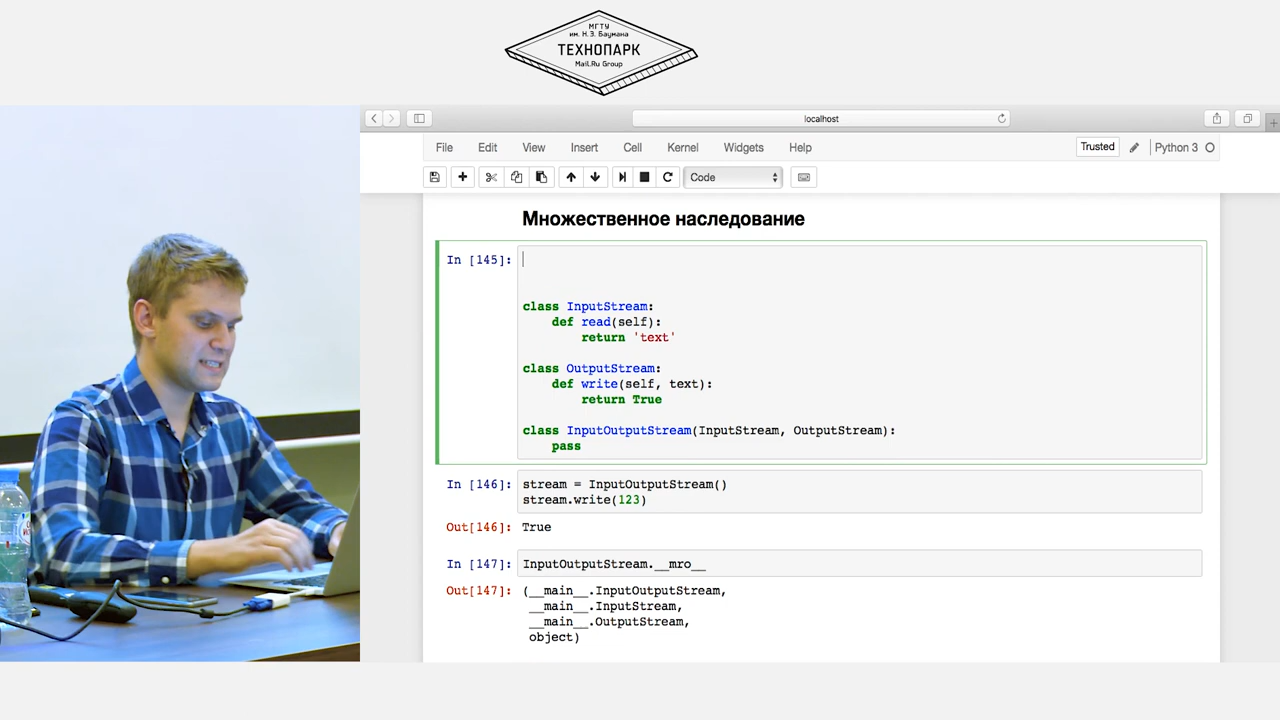 МГТУ
им. Н.Э. Баумана
ТЕХНОПАРК
Mail.Ru Group
localhost
File Edit View Insert Cell Kernel Widgets Help
Trusted
Python 3
Code
Множественное наследование
In [145]:
class InputStream:
    def read(self):
        return 'text'
class OutputStream:
    def write(self, text):
        return True
class InputOutputStream(InputStream, OutputStream):
    pass
In [146]: stream = InputOutputStream()
stream.write(123)
Out[146]: True
In [147]: InputOutputStream.__mro__
Out[147]: (__main__.InputOutputStream,
__main__.InputStream,
__main__.OutputStream,
object)